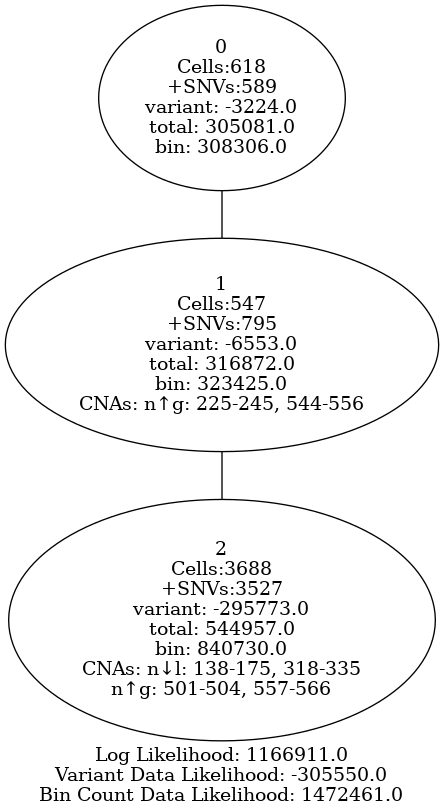 0
Cells:618
+SNVs:589
variant: -3224.0
total: 305081.0
bin: 308306.0
1
Cells:547
+SNVs:795
variant: -6553.0
total: 316872.0
bin: 323425.0
CNAs: n↑g: 225-245, 544-556
2
Cells:3688
+SNVs:3527
variant: -295773.0
total: 544957.0
bin: 840730.0
CNAs: n↓l: 138-175, 318-335
n↑g: 501-504, 557-566
Log Likelihood: 1166911.0
Variant Data Likelihood: -305550.0
Bin Count Data Likelihood: 1472461.0